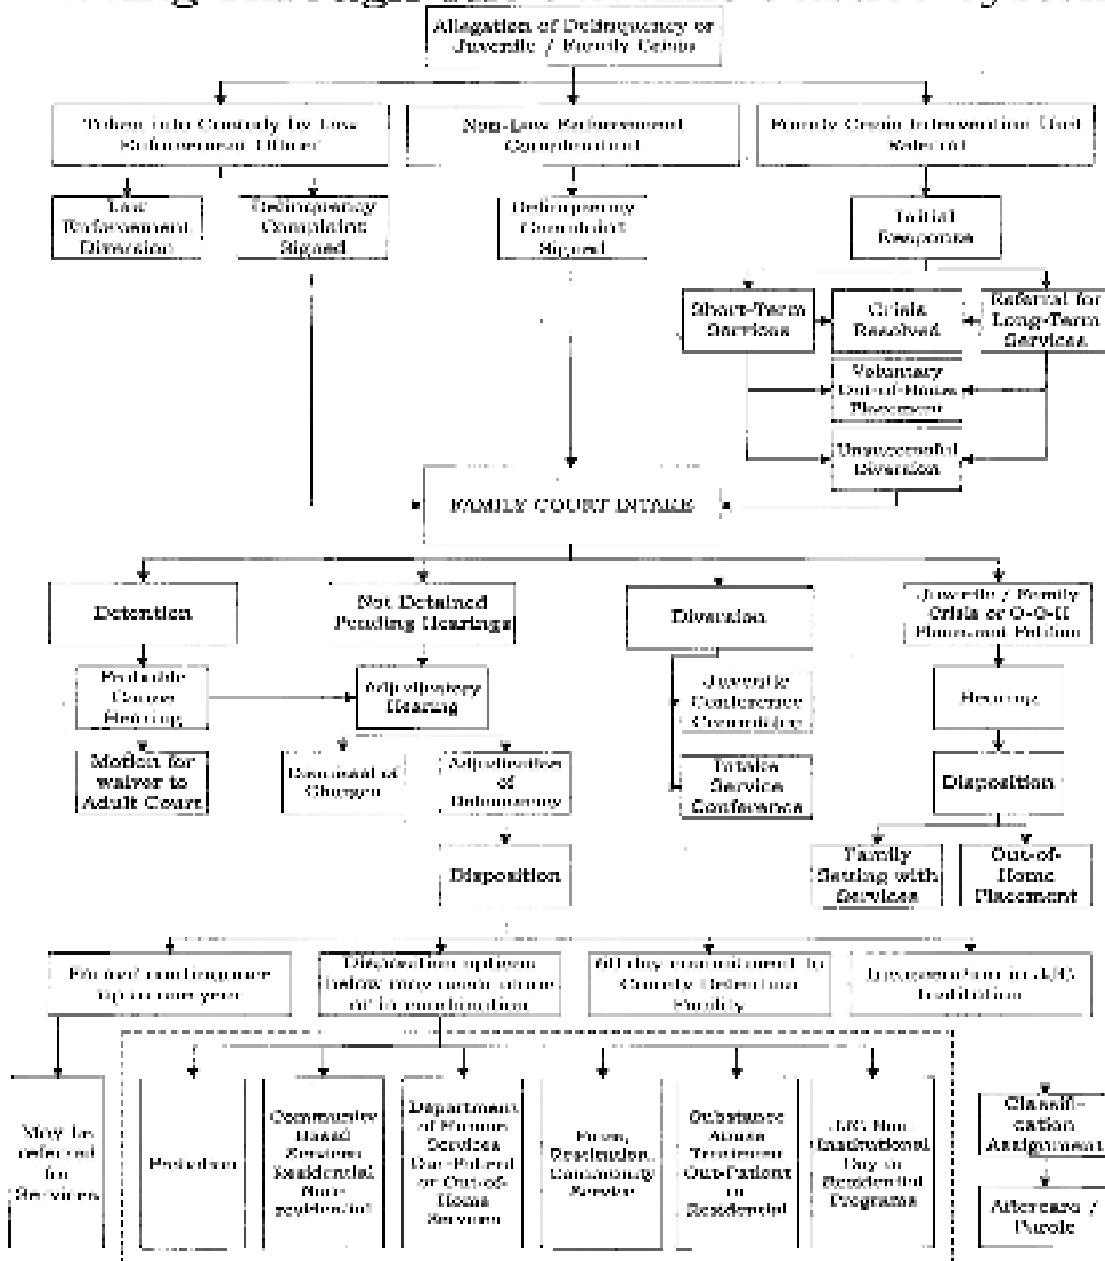 Allegation of Delinquency or
Juvenile / Family Crisis
Taken into Custody by Law
Enforcement Officer
Non-Law Enforcement
Complainant
Family Crisis Intervention Unit
Referral
Law
Enforcement
Diversion
Delinquency
Complaint
Signed
Delinquency
Complaint
Signed
Initial
Response
Short-Term
Services
Crisis
Resolved
Referral for
Long-Term
Services
Voluntary
Out-of-Home
Placement
Unsuccessful
Diversion
FAMILY COURT INTAKE
Detention
Not Detained
Pending Hearings
Diversion
Juvenile / Family
Crisis or O-O-H
Placement Petition
Probable
Cause
Hearing
Adjudicatory
Hearing
Juvenile
Conference
Committee
Hearing
Motion for
waiver to
Adult Court
Dismissal of
Charges
Adjudication
of
Delinquency
Intake
Service
Conference
Disposition
Disposition
Family
Setting with
Services
Out-of-
Home
Placement
Formal continuance
up to one year
Disposition options
below may be alone
or in combination
60 day commitment to
County Detention
Facility
Incarceration in JJC
Institution
May be
referred
for
Services
Probation
Community
Based
Services
Residential
Non-
residential
Department
of Human
Services
Out-Patient
or Out-of-
Home
Services
Fines,
Restitution,
Community
Service
Substance
Abuse
Treatment
Out-Patient
or
Residential
JJC Non-
Institutional
Day or
Residential
Programs
Classifi-
cation
Assignment
Aftercare /
Parole